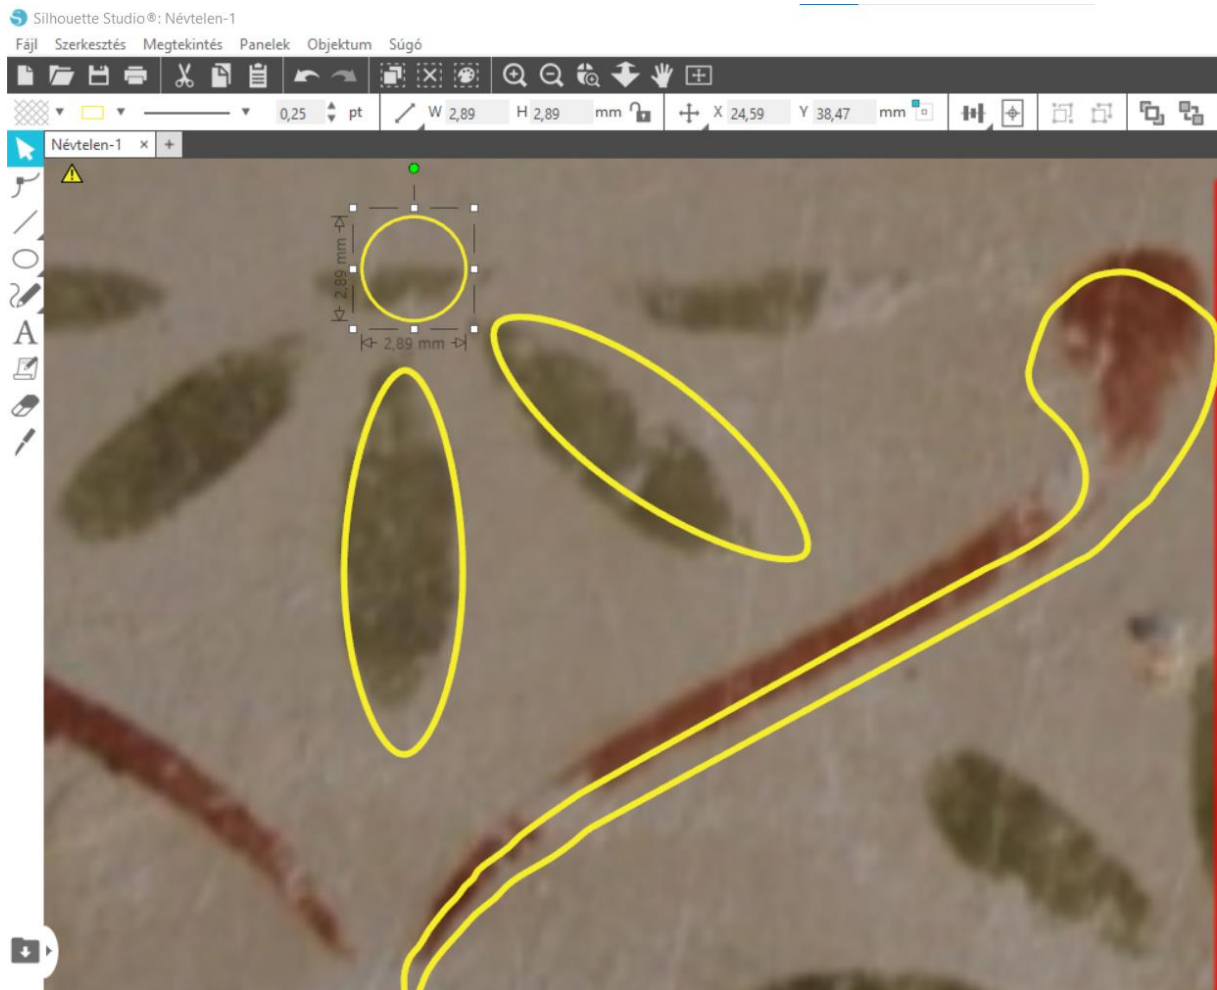 Silhouette Studio®: Névtelen-1
Fájl Szerkesztés Megtekintés Panelek Objektum Súgó
0,25 pt W 2,89 H 2,89 mm X 24,59 Y 38,47 mm
Névtelen-1 × +
A
2,89 mm
2,89 mm